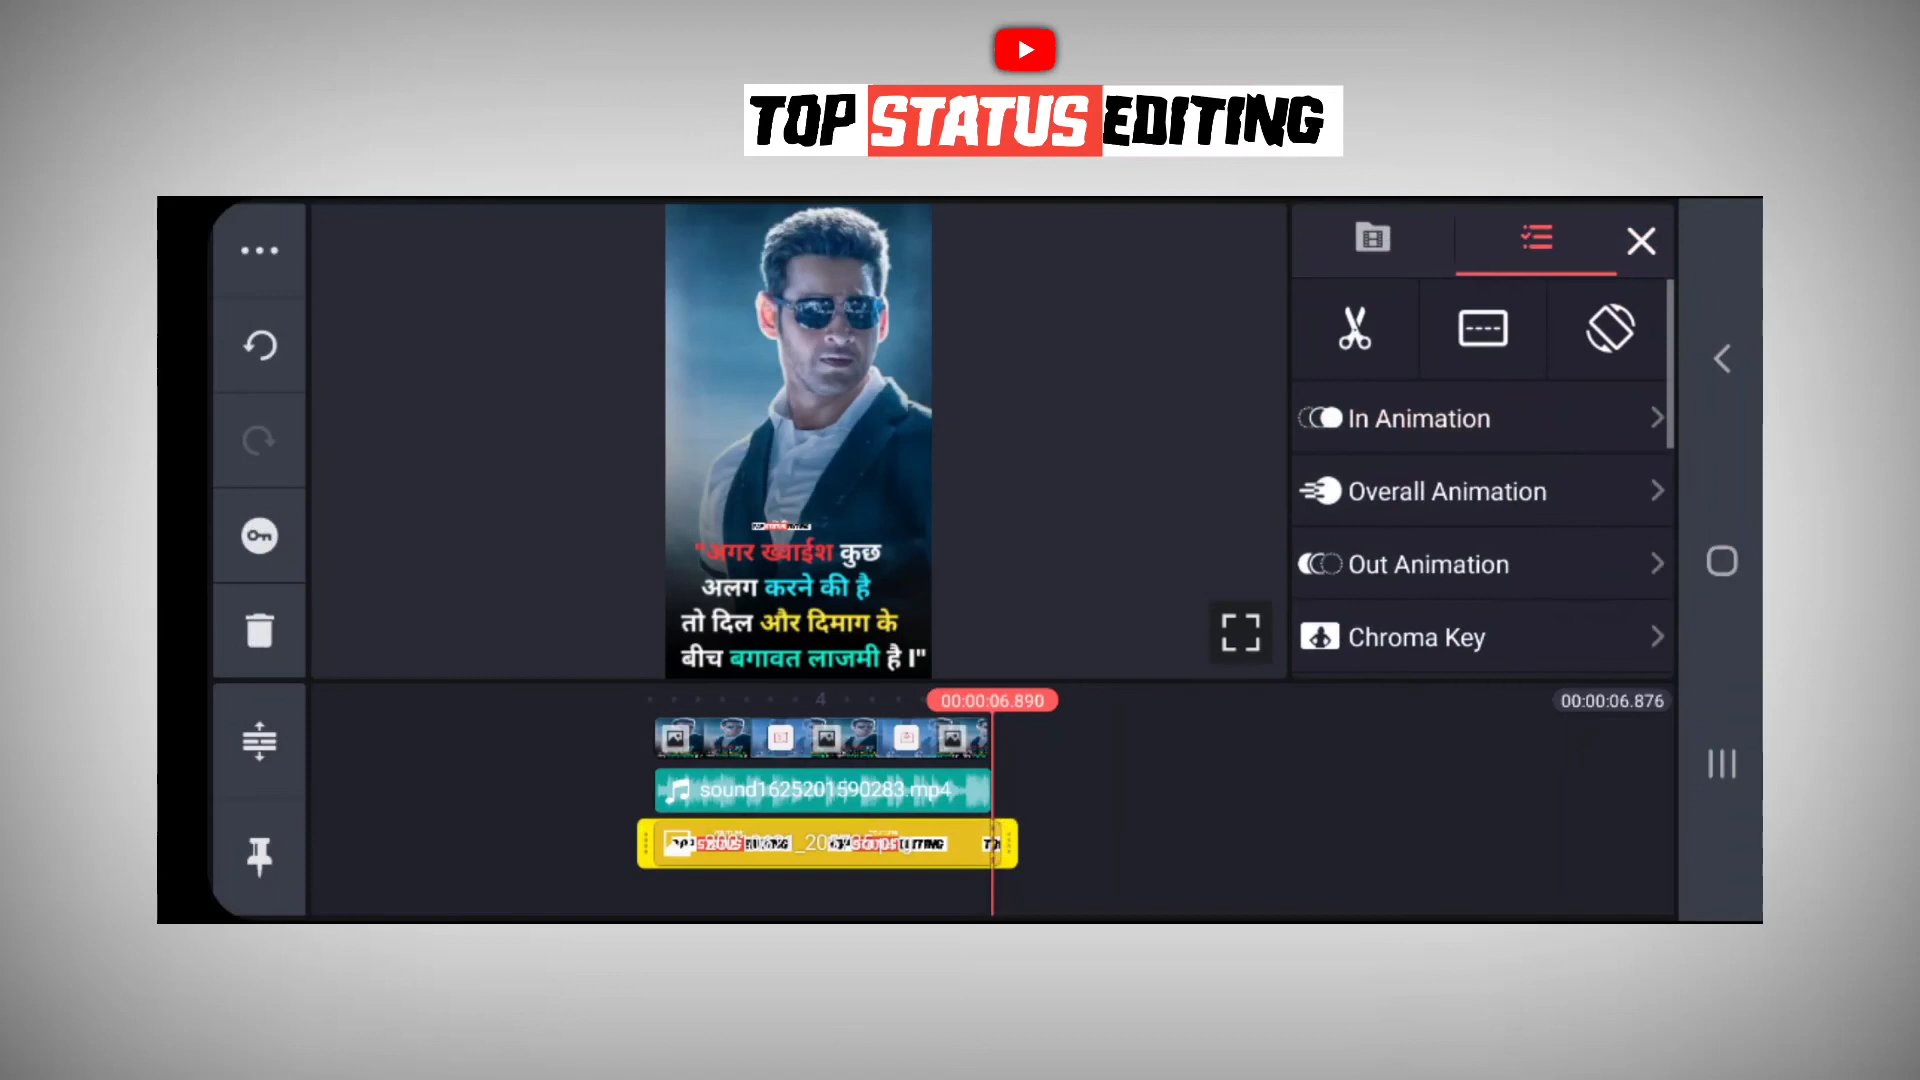 TOP STATUS EDITING
In Animation
Overall Animation
Out Animation
Chroma Key
"अगर ख्वाईश कुछ
अलग करने की है
तो दिल और दिमाग के
बीच बगावत लाजमी है I"
4
00:00:06.890
00:00:06.876
sound1625201590283.mp4